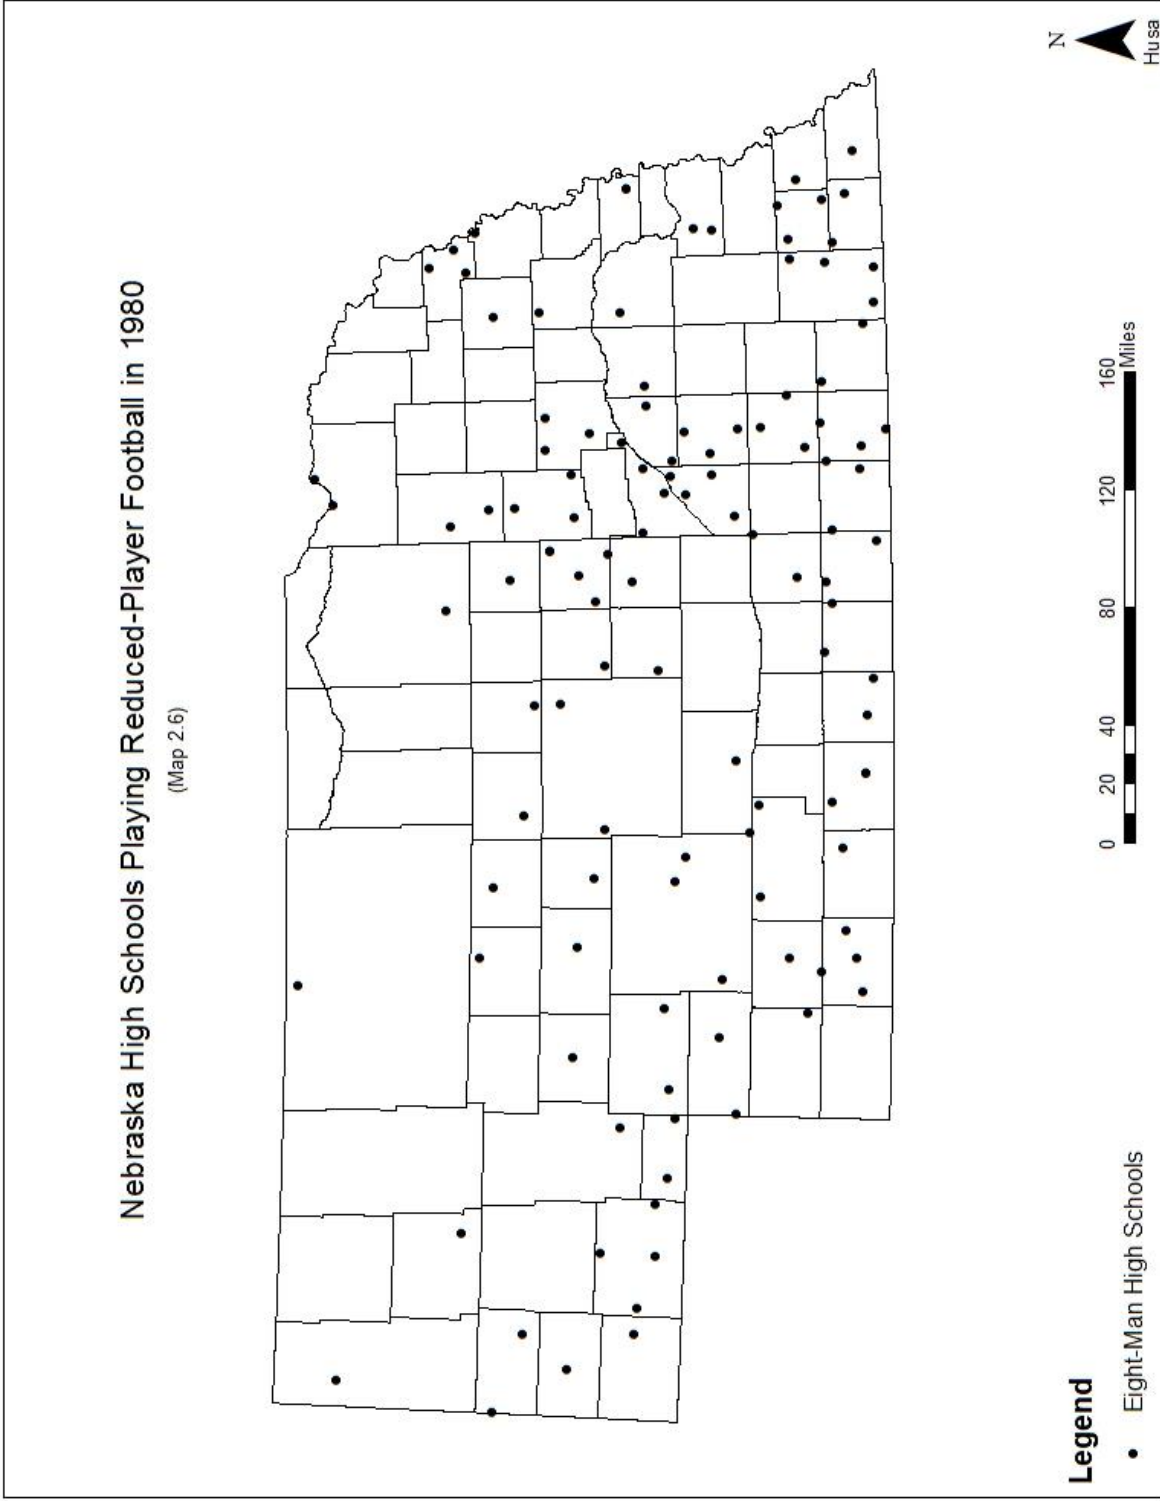 Nebraska High Schools Playing Reduced-Player Football in 1980
(Map 2.6)
N
Husa
Legend
Eight-Man High Schools
0 20 40 80 120 160
Miles